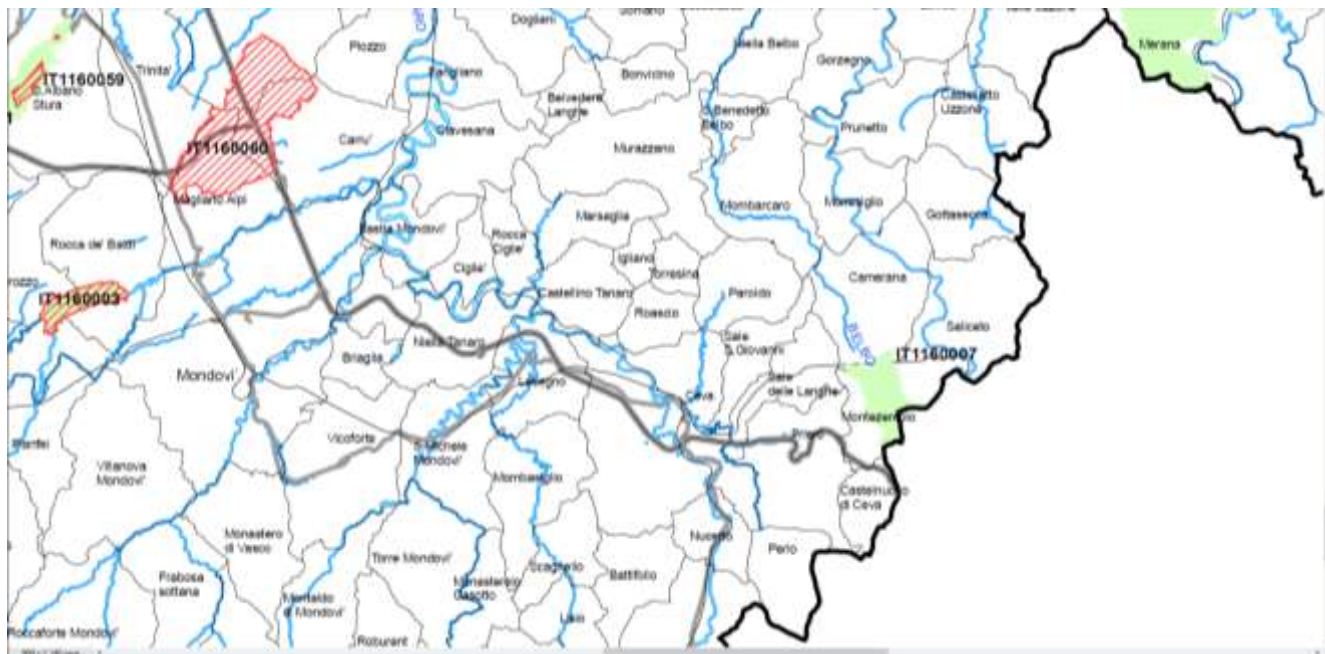 Dogliani
Bonvicino
Gorzegno
Merana
Trinita'
Piozzo
Farigliano
IT1160059
S.Albano
Stura
Belvedere
Langhe
S.Benedetto
Belbo
Castelletto
Uzzone
Prunetto
Clavesana
Carru'
IT1160060
Murazzano
Magliano Alpi
Mombarcaro
Monesiglio
Gottasecca
Marsaglia
Bastia Mondovi'
Rocca
Ciglie'
Rocca de' Baldi
Igliano
Torresina
Ciglie'
Camerana
IT1160003
Castellino Tanaro
Paroldo
Roascio
Saliceto
BELBO
Sale
S.Giovanni
Niella Tanaro
Briaglia
IT1160007
Mondovi'
Lesegno
Sale
delle Langhe
Ceva
Montezemolo
Vicoforte
S.Michele
Mondovi'
Villanova
Mondovi'
Mombasiglio
Castelnuovo
di Ceva
Monastero
di Vasco
Nucetto
Perlo
Torre Mondovi'
Scagnello
Battifollo
Frabosa
sottana
Monasterolo
Casotto
Montaldo
di Mondovi'
Lisio
Roccaforte Mondovi'
Roburent